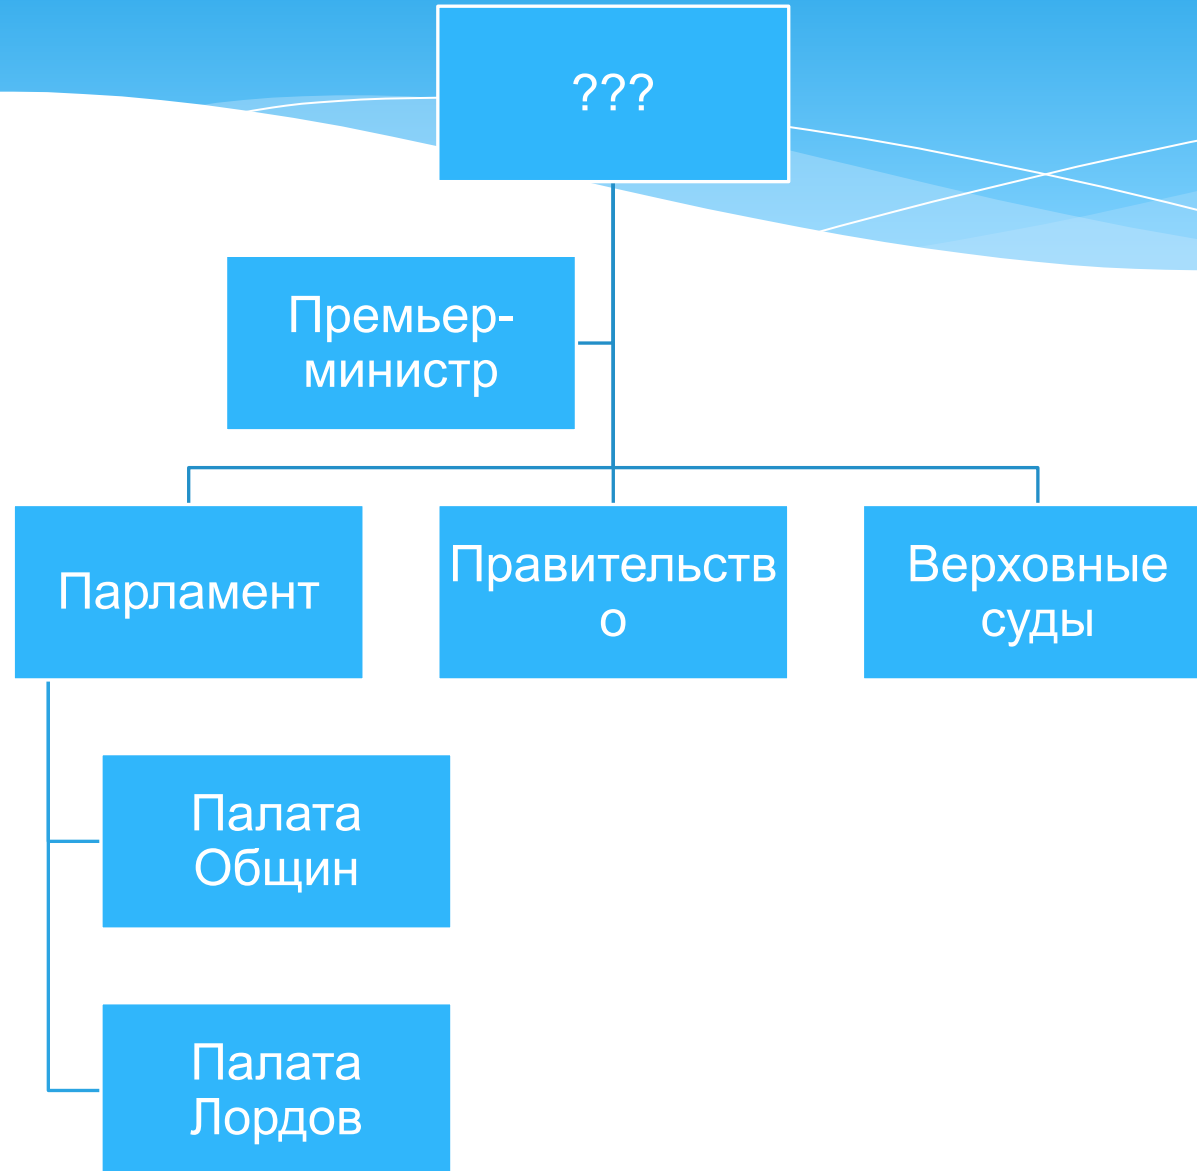 ???
Премьер-
министр
Парламент
Правительств
о
Верховные
суды
Палата
Общин
Палата
Лордов